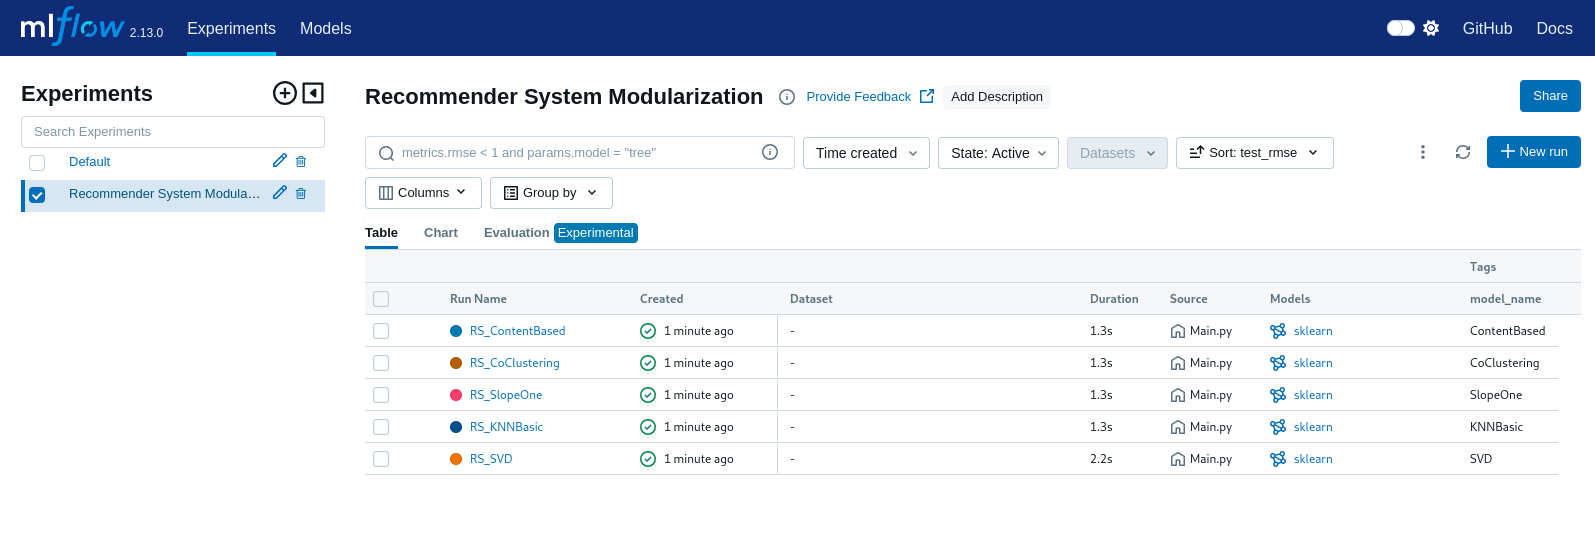 mlflow 2.13.0 Experiments Models GitHub Docs
Experiments
Search Experiments
Default
Recommender System Modula...
Recommender System Modularization Provide Feedback Add Description Share
metrics.rmse < 1 and params.model = "tree" Time created State: Active Datasets Sort: test_rmse New run
Columns Group by
Table Chart Evaluation Experimental
Tags
Run Name Created Dataset Duration Source Models model_name
RS_ContentBased 1 minute ago - 1.3s Main.py sklearn ContentBased
RS_CoClustering 1 minute ago - 1.3s Main.py sklearn CoClustering
RS_SlopeOne 1 minute ago - 1.3s Main.py sklearn SlopeOne
RS_KNNBasic 1 minute ago - 1.3s Main.py sklearn KNNBasic
RS_SVD 1 minute ago - 2.2s Main.py sklearn SVD